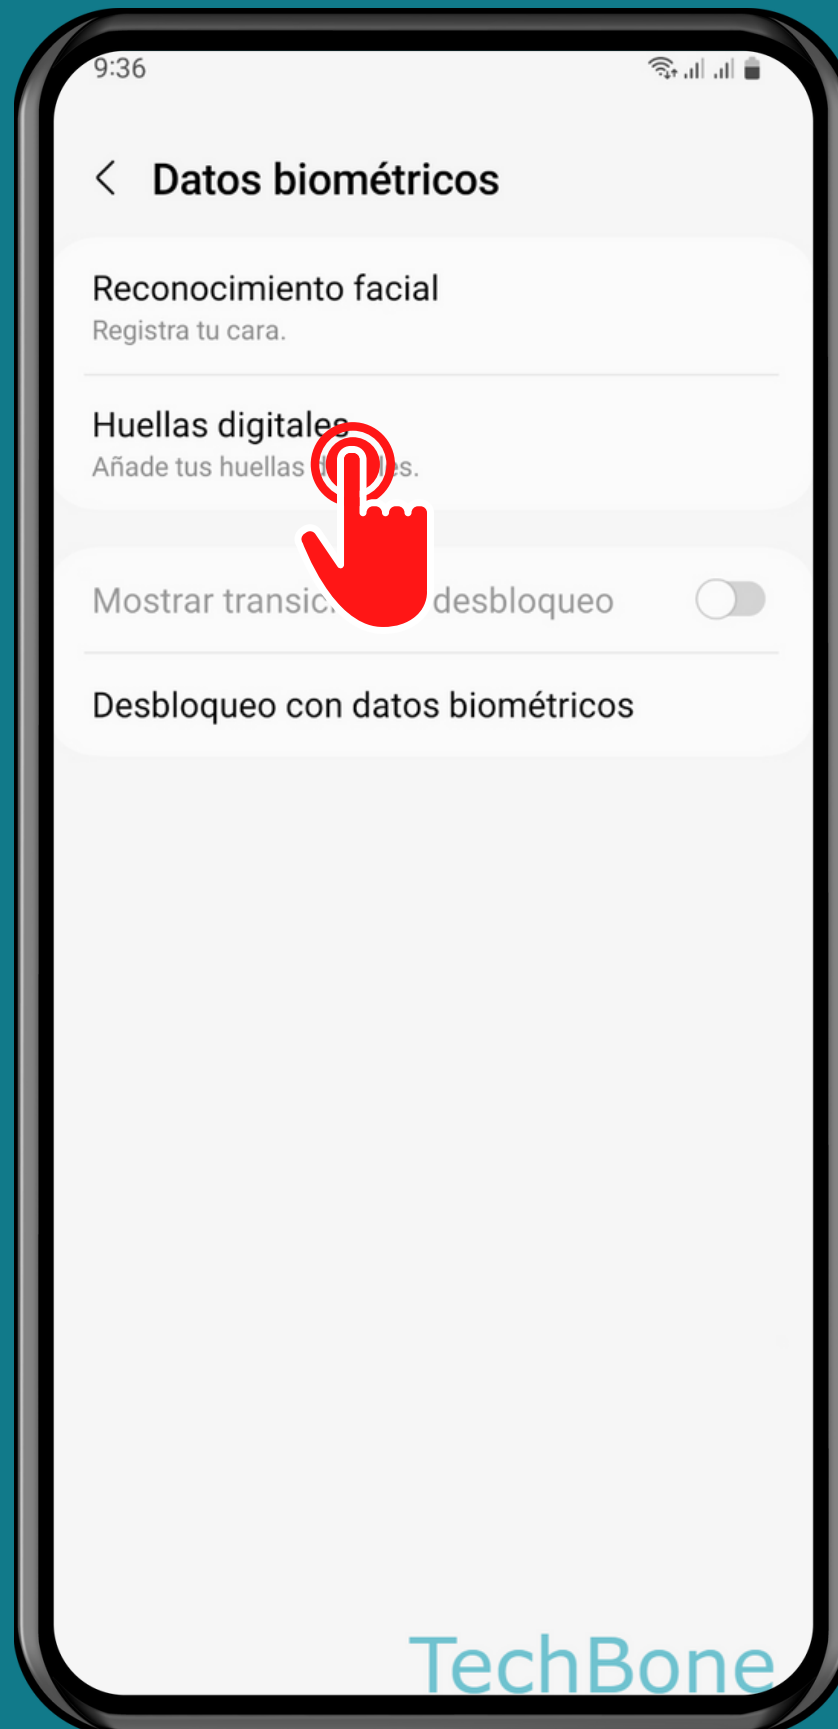 9:36
Datos biométricos
Reconocimiento facial
Registra tu cara.
Huellas digitales
Añade tus huellas
Mostrar desbloqueo
Desbloqueo con datos biométricos
TechBone